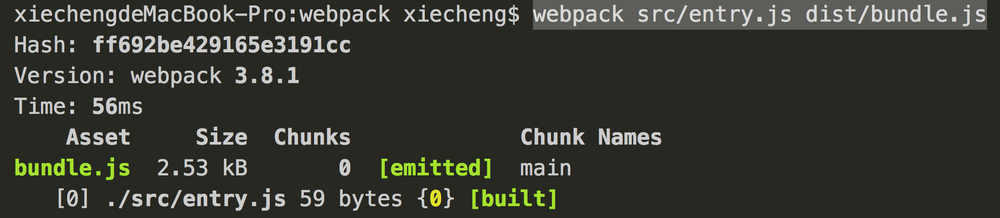 xiechengdeMacBook-Pro:webpack xiecheng$ webpack src/entry.js dist/bundle.js
Hash: ff692be429165e3191cc
Version: webpack 3.8.1
Time: 56ms
    Asset     Size  Chunks             Chunk Names
bundle.js  2.53 kB       0  [emitted]  main
   [0] ./src/entry.js 59 bytes {0} [built]